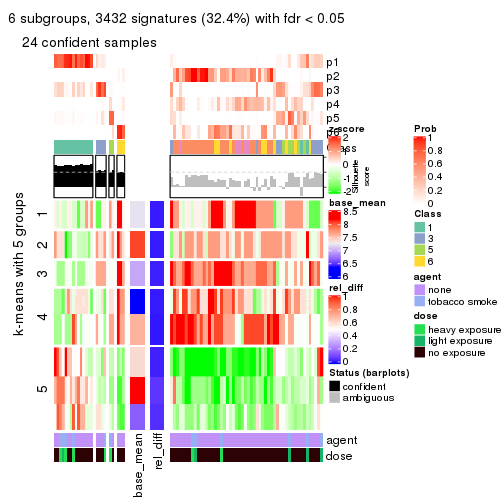 6 subgroups, 3432 signatures (32.4%) with fdr < 0.05
24 confident samples
p1
p2
p3
p4
p5
z-score
2
-2
Silhouette score
k-means with 5 groups
1
2
3
4
5
base_mean
8.5
8
7.5
7
6.5
6
rel_diff
1
0.8
0.6
0.4
0.2
0
Status (barplots)
confident
ambiguous
Prob
1
0.8
0.6
0.4
0.2
0
Class
1
3
5
6
agent
none
tobacco smoke
dose
heavy exposure
light exposure
no exposure
agent
dose
base_mean
rel_diff